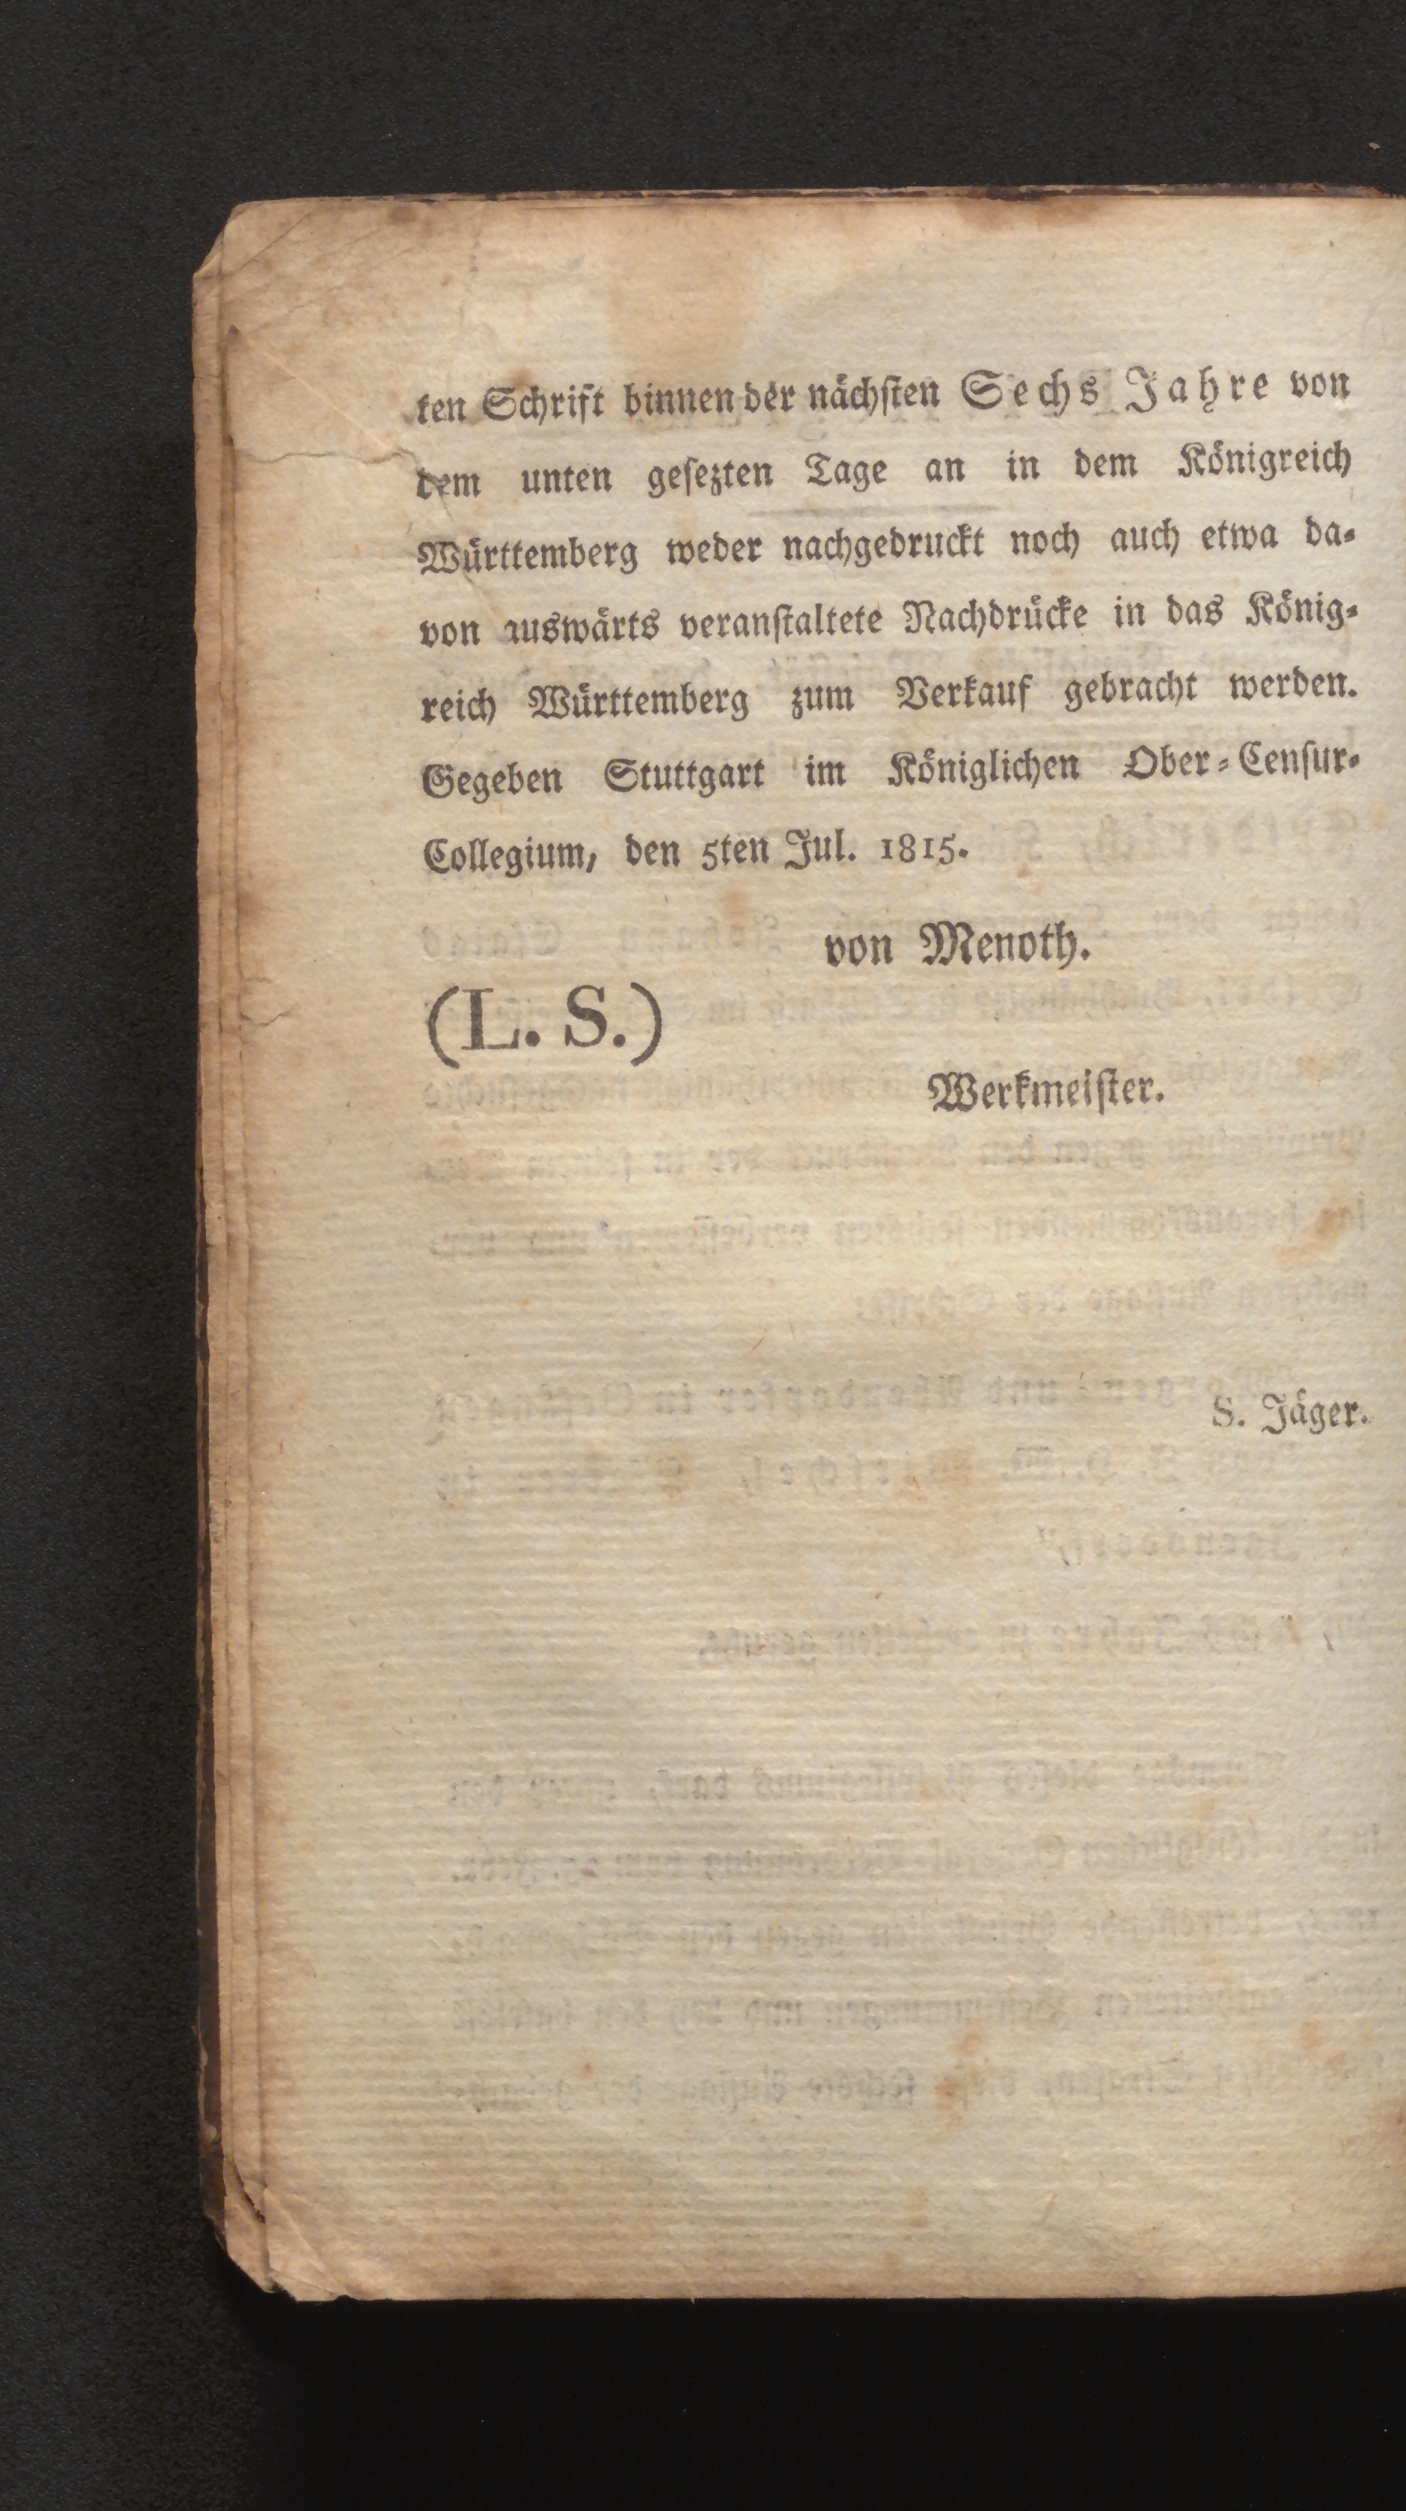 ten Schrift binnen der nächsten Sechs Jahre von
dem unten gesezten Tage an in dem Königreich
Württemberg weder nachgedruckt noch auch etwa da-
von auswärts veranstaltete Nachdrücke in das König-
reich Württemberg zum Verkauf gebracht werden.
Gegeben Stuttgart im Königlichen Ober-Censur-
Collegium, den 5ten Jul. 1815.
von Menoth.
(L. S.)
Werkmeister.
S. Jäger.